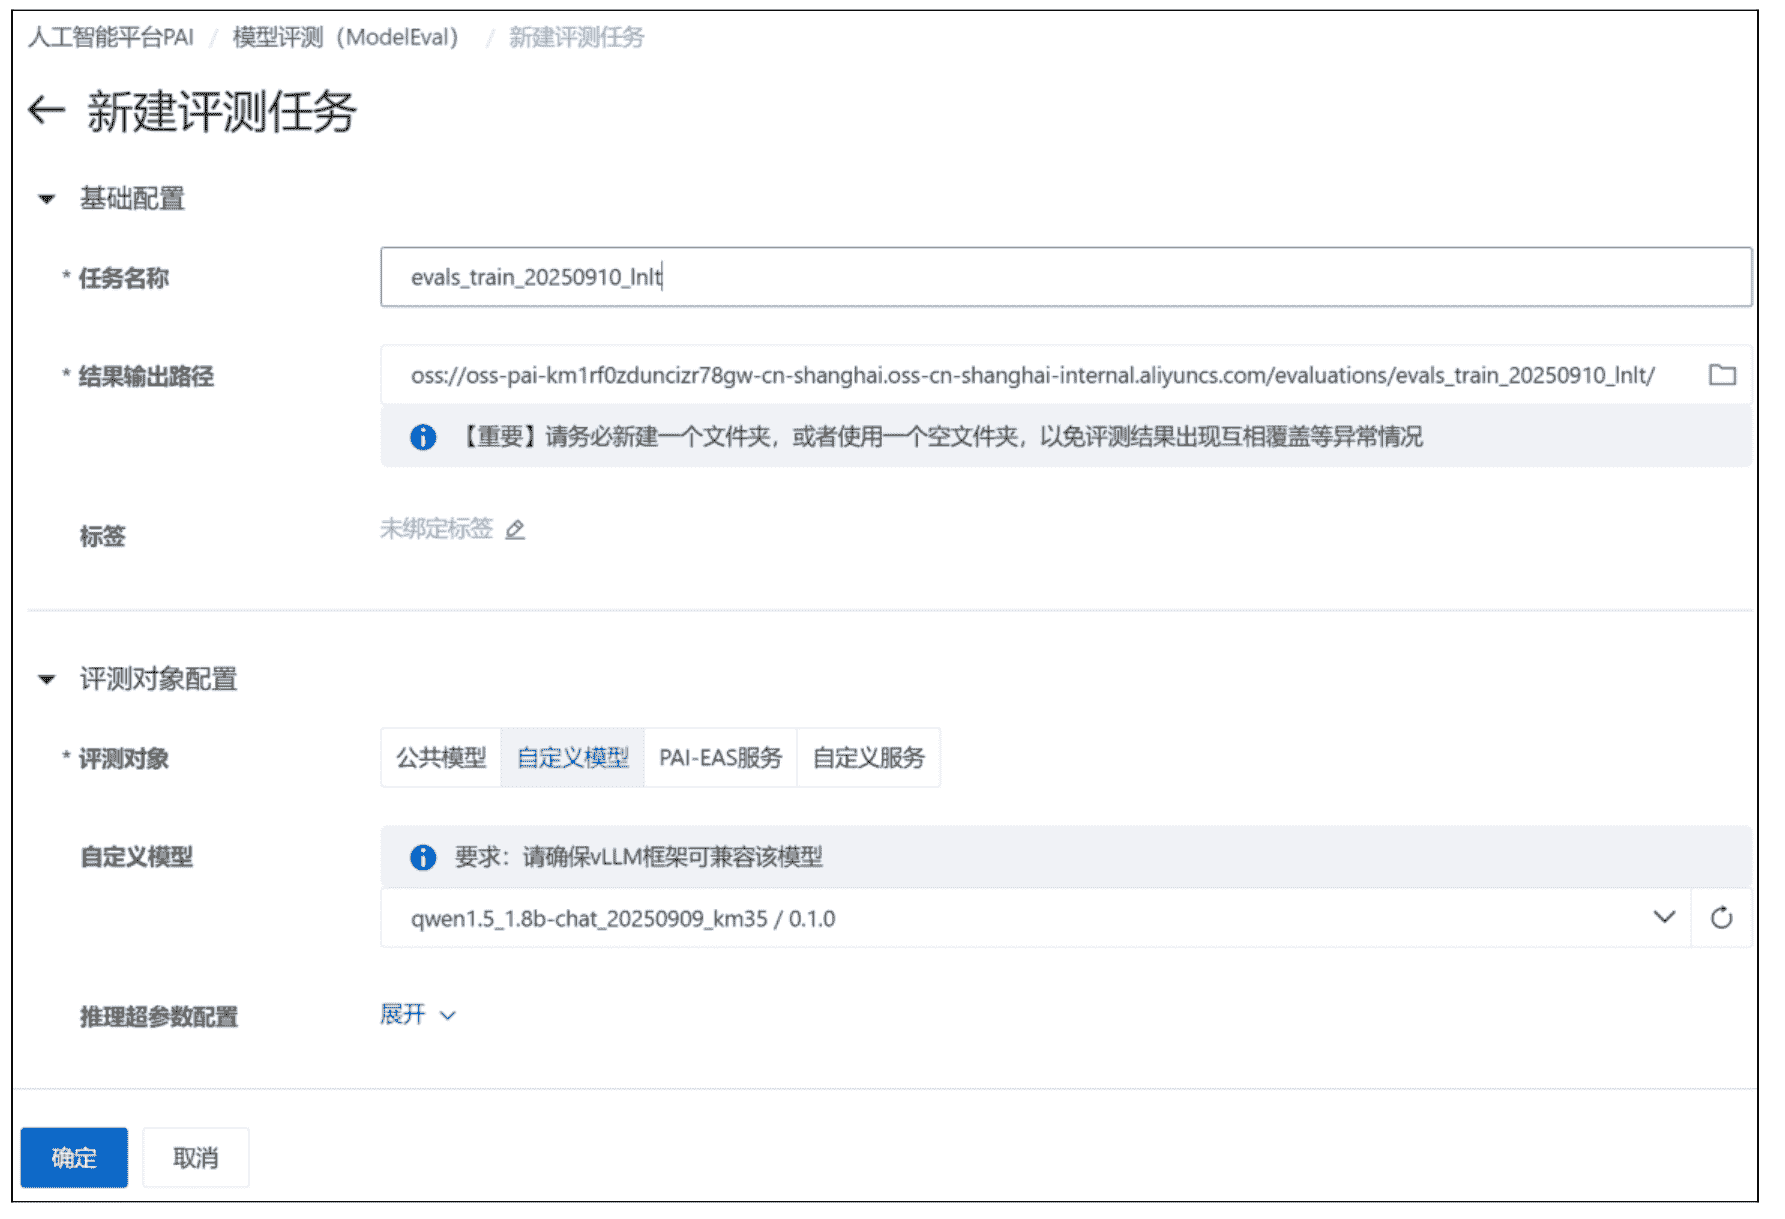 人工智能平台PAI / 模型评测（ModelEval） / 新建评测任务
← 新建评测任务
基础配置
* 任务名称
evals_train_20250910_lnlt
* 结果输出路径
oss://oss-pai-km1rf0zduncizr78gw-cn-shanghai.oss-cn-shanghai-internal.aliyuncs.com/evaluations/evals_train_20250910_lnlt/
【重要】请务必新建一个文件夹，或者使用一个空文件夹，以免评测结果出现互相覆盖等异常情况
标签
未绑定标签
评测对象配置
* 评测对象
公共模型 自定义模型 PAI-EAS服务 自定义服务
自定义模型
要求：请确保vLLM框架可兼容该模型
qwen1.5_1.8b-chat_20250909_km35 / 0.1.0
推理超参数配置
展开
确定 取消